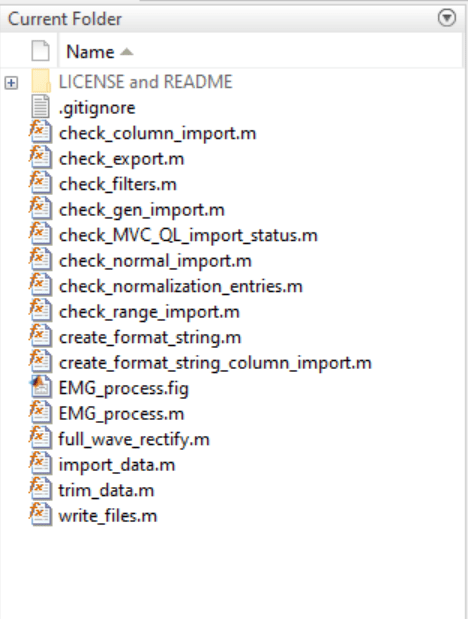 Current Folder
Name
LICENSE and README
.gitignore
check_column_import.m
check_export.m
check_filters.m
check_gen_import.m
check_MVC_QL_import_status.m
check_normal_import.m
check_normalization_entries.m
check_range_import.m
create_format_string.m
create_format_string_column_import.m
EMG_process.fig
EMG_process.m
full_wave_rectify.m
import_data.m
trim_data.m
write_files.m